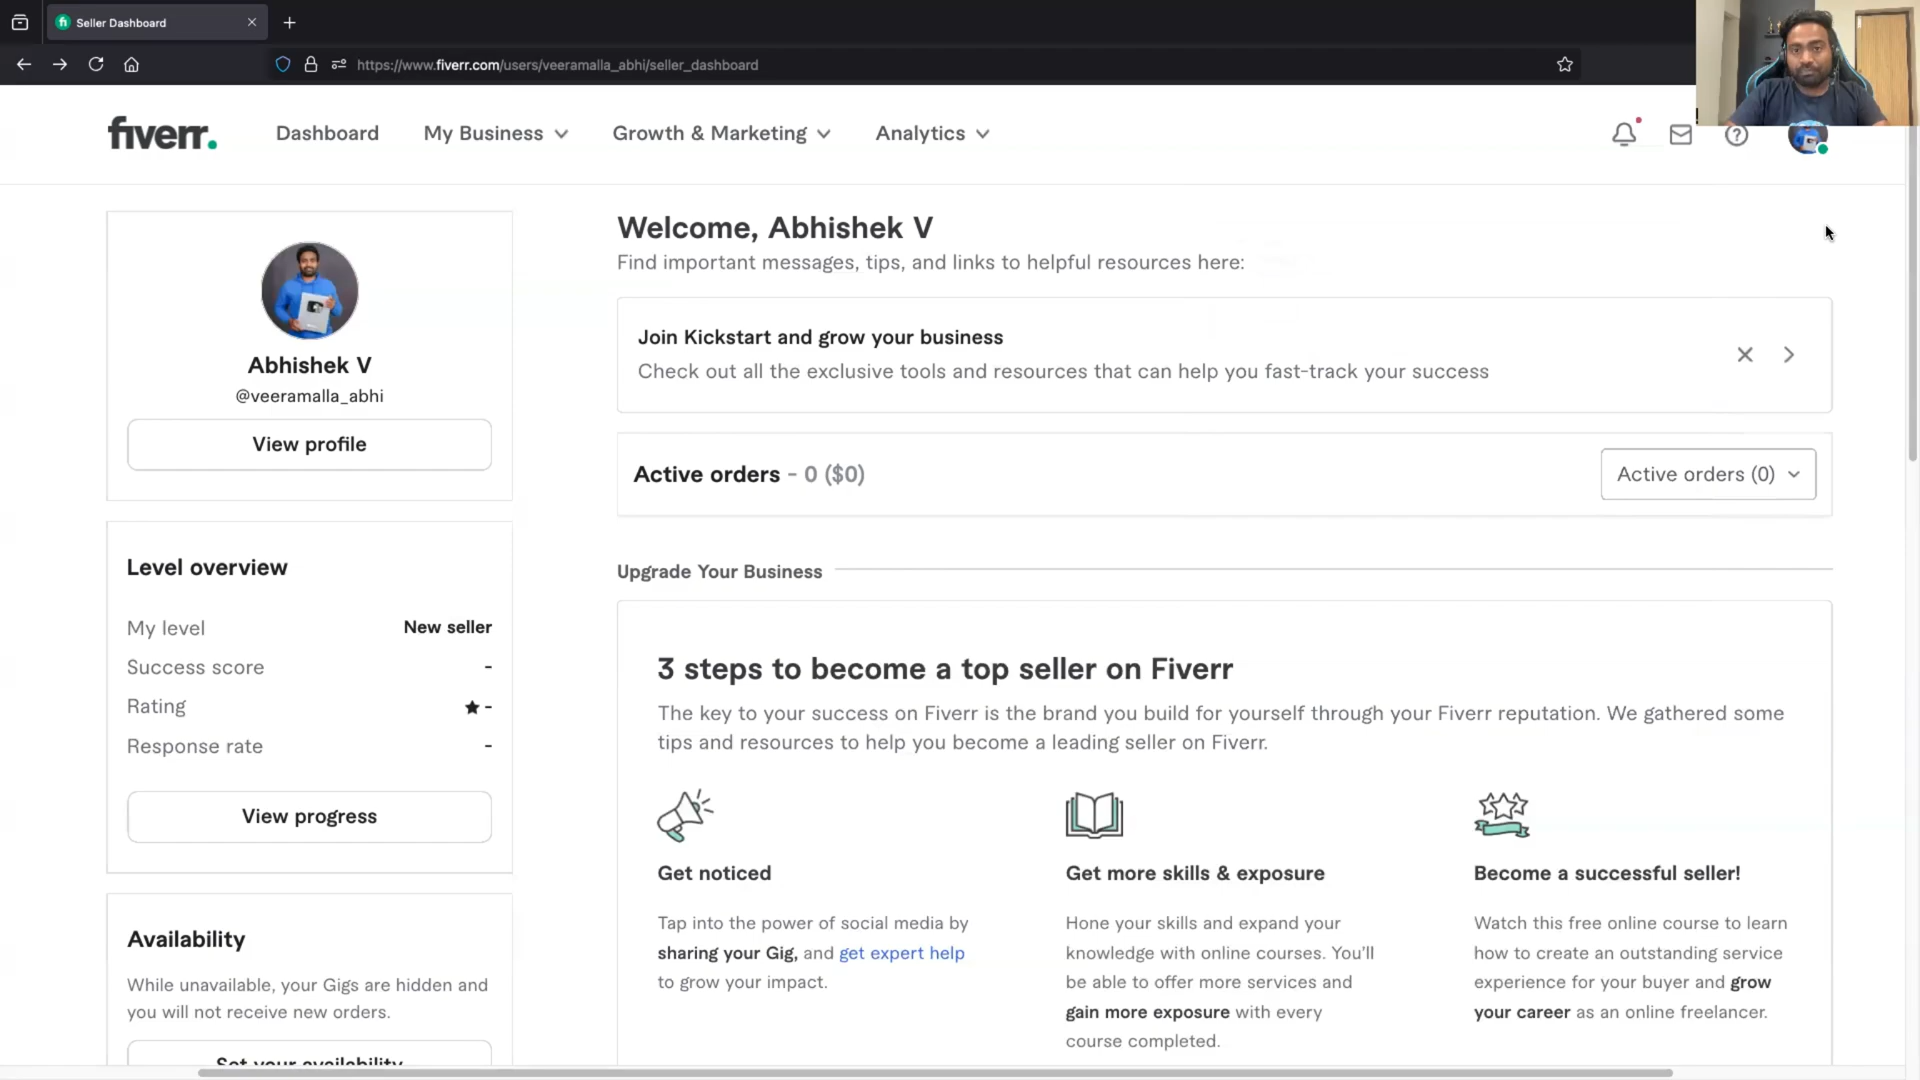 Seller Dashboard
https://www.fiverr.com/users/veeramalla_abhi/seller_dashboard
fiverr.
Dashboard
My Business
Growth & Marketing
Analytics
Abhishek V
@veeramalla_abhi
View profile
Level overview
My level New seller
Success score -
Rating ★ -
Response rate -
View progress
Availability
While unavailable, your Gigs are hidden and
you will not receive new orders.
Set your availability
Welcome, Abhishek V
Find important messages, tips, and links to helpful resources here:
Join Kickstart and grow your business
Check out all the exclusive tools and resources that can help you fast-track your success
Active orders - 0 ($0)
Active orders (0)
Upgrade Your Business
3 steps to become a top seller on Fiverr
The key to your success on Fiverr is the brand you build for yourself through your Fiverr reputation. We gathered some
tips and resources to help you become a leading seller on Fiverr.
Get noticed
Tap into the power of social media by
sharing your Gig, and get expert help
to grow your impact.
Get more skills & exposure
Hone your skills and expand your
knowledge with online courses. You'll
be able to offer more services and
gain more exposure with every
course completed.
Become a successful seller!
Watch this free online course to learn
how to create an outstanding service
experience for your buyer and grow
your career as an online freelancer.